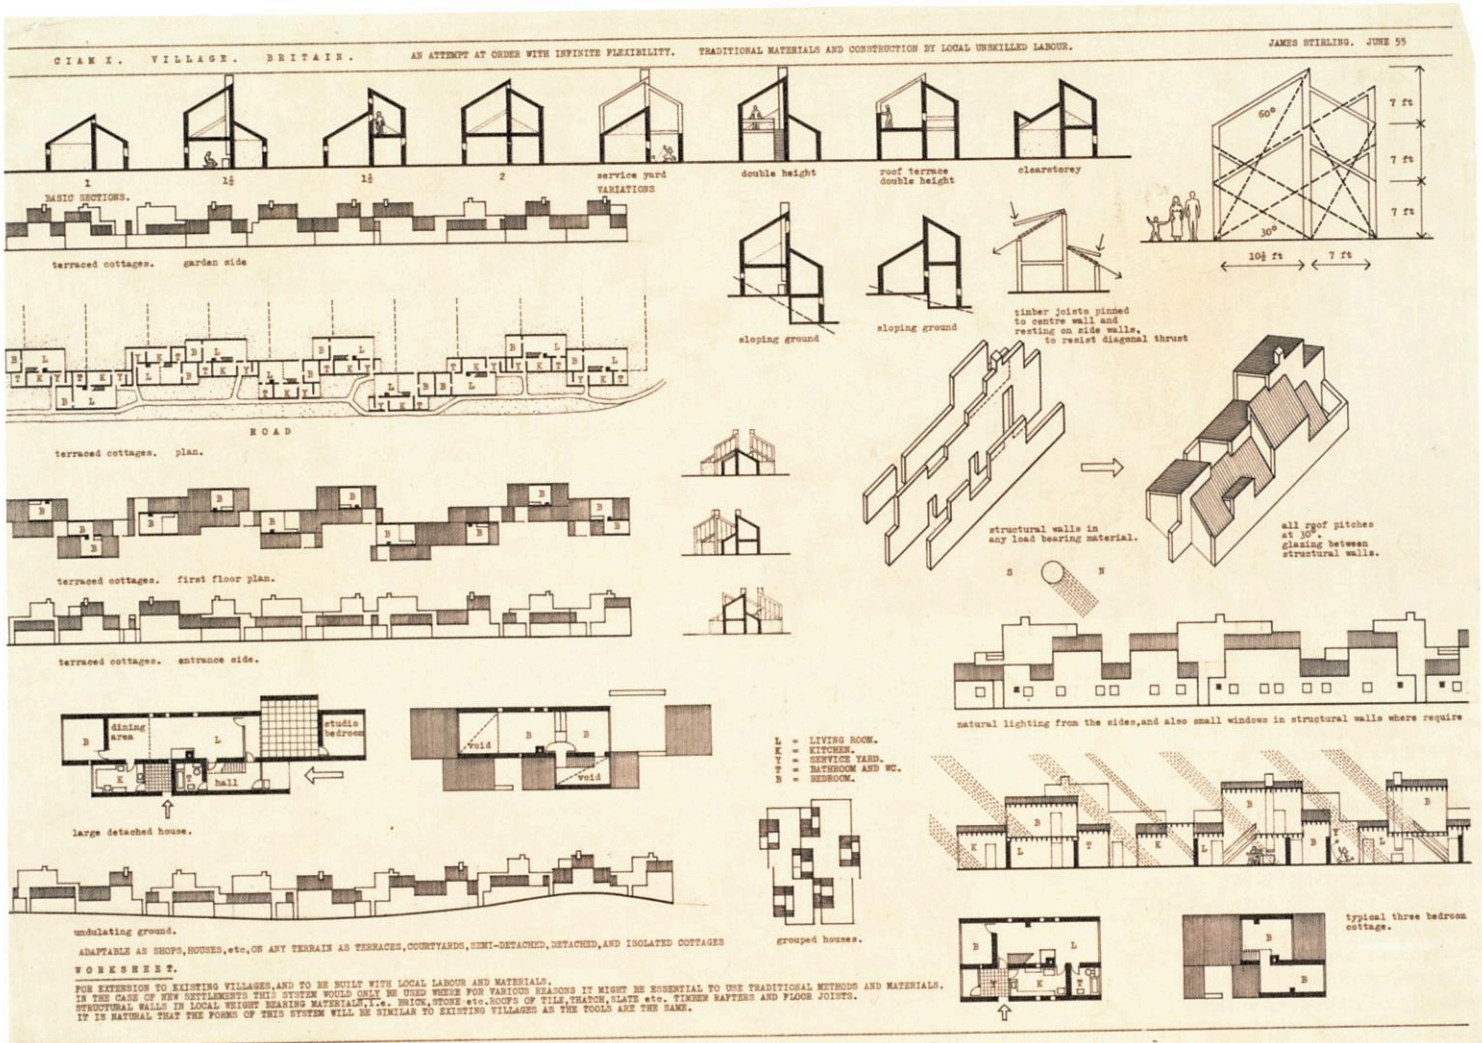 CIAM X. VILLAGE. BRITAIN. AN ATTEMPT AT ORDER WITH INFINITE FLEXIBILITY. TRADITIONAL MATERIALS AND CONSTRUCTION BY LOCAL UNSKILLED LABOUR. JAMES STIRLING. JUNE 55
1 1½ 1½ 2 service yard double height roof terrace clearstorey
double height
BASIC SECTIONS. VARIATIONS
60°
30°
7 ft
7 ft
7 ft
10½ ft 7 ft
terraced cottages. garden side
sloping ground
sloping ground
timber joists pinned
to centre wall and
resting on side walls.
to resist diagonal thrust
B L Y K T B L B L B L
T K Y T K Y L B T K Y L B L B B L Y K T
B L T K Y Y K T
ROAD
terraced cottages. plan.
structural walls in
any load bearing material.
all roof pitches
at 30°.
glazing between
structural walls.
B B B B
B B B B
B B B
terraced cottages. first floor plan.
S N
terraced cottages. entrance side.
natural lighting from the sides,and also small windows in structural walls where require
B dining
area
L studio
bedroom
K T hall
void B B
void
large detached house.
L = LIVING ROOM.
K = KITCHEN.
Y = SERVICE YARD.
T = BATHROOM AND WC.
B = BEDROOM.
B B B
K L T K L B Y L
undulating ground.
grouped houses.
B L
Y K T
B
B
typical three bedroom
cottage.
ADAPTABLE AS SHOPS,HOUSES,etc,ON ANY TERRAIN AS TERRACES,COURTYARDS,SEMI-DETACHED,DETACHED,AND ISOLATED COTTAGES
WORKSHEET.
FOR EXTENSION TO EXISTING VILLAGES,AND TO BE BUILT WITH LOCAL LABOUR AND MATERIALS.
IN THE CASE OF NEW SETTLEMENTS THIS SYSTEM WOULD ONLY BE USED WHERE FOR VARIOUS REASONS IT MIGHT BE ESSENTIAL TO USE TRADITIONAL METHODS AND MATERIALS.
STRUCTURAL WALLS IN LOCAL WEIGHT BEARING MATERIALS,i.e. BRICK,STONE etc.ROOFS OF TILE,THATCH,SLATE etc. TIMBER RAFTERS AND FLOOR JOISTS.
IT IS NATURAL THAT THE FORMS OF THIS SYSTEM WILL BE SIMILAR TO EXISTING VILLAGES AS THE TOOLS ARE THE SAME.